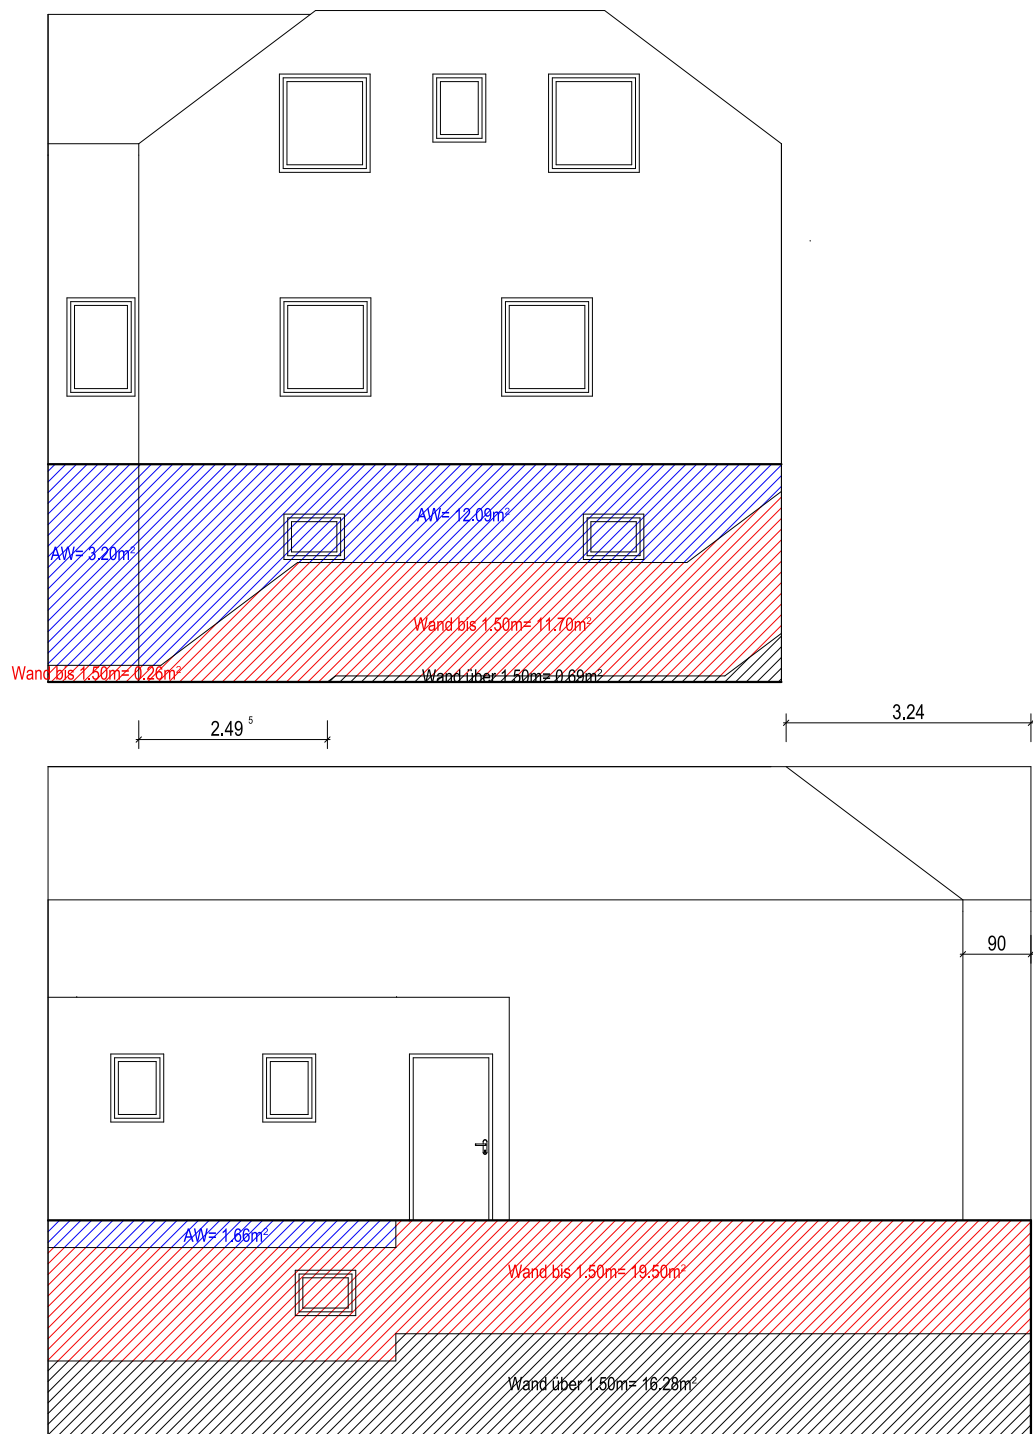 AW= 12.09m²
AW= 3.20m²
Wand bis 1.50m= 11.70m²
Wand bis 1.50m= 0.26m²
Wand über 1.50m= 0.69m²
3.24
2.49 ⁵
90
AW= 1.66m²
Wand bis 1.50m= 19.50m²
Wand über 1.50m= 16.28m²